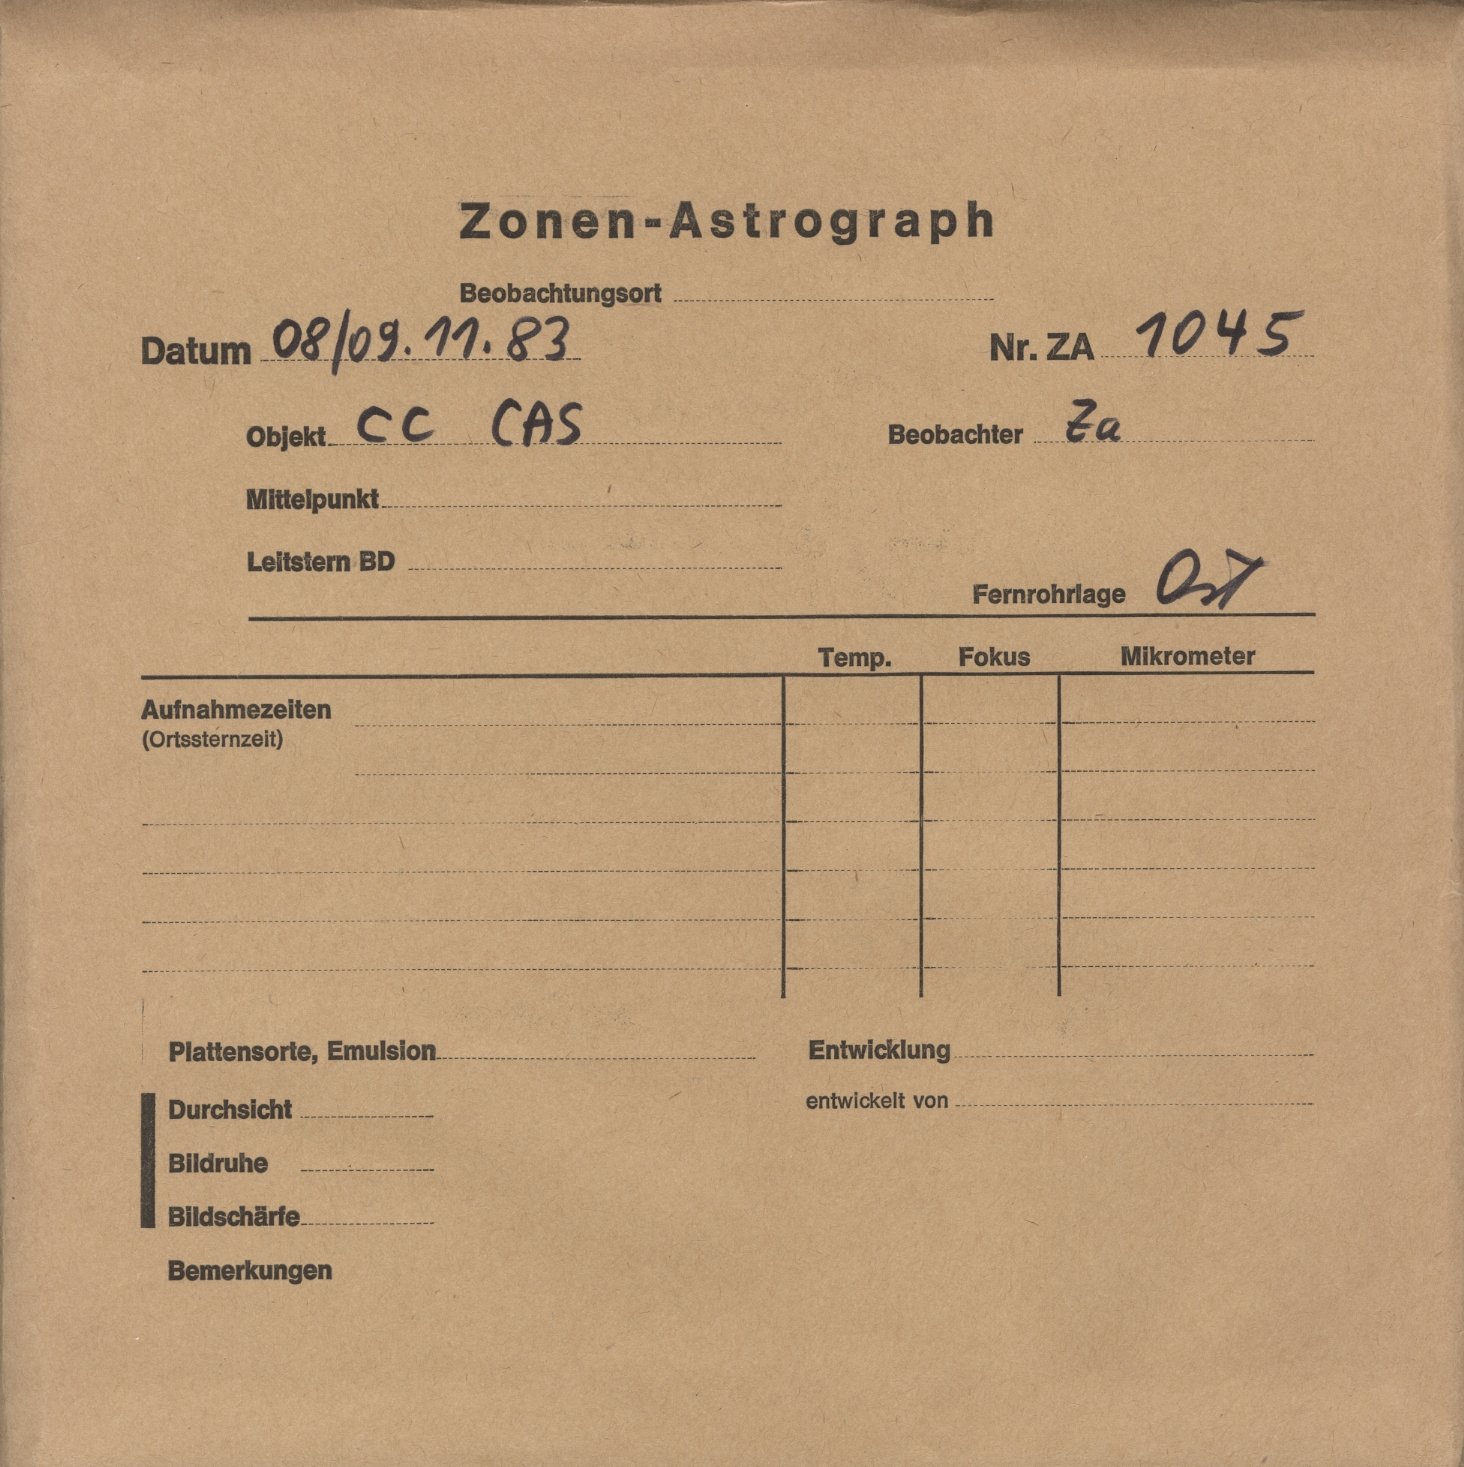 Zonen-Astrograph
Beobachtungsort
Datum 08/09.11.83 Nr. ZA 1045
Objekt CC CAS Beobachter Za
Mittelpunkt
Leitstern BD
Fernrohrlage Ost
Temp. Fokus Mikrometer
Aufnahmezeiten
(Ortssternzeit)
Plattensorte, Emulsion Entwicklung
Durchsicht entwickelt von
Bildruhe
Bildschärfe
Bemerkungen